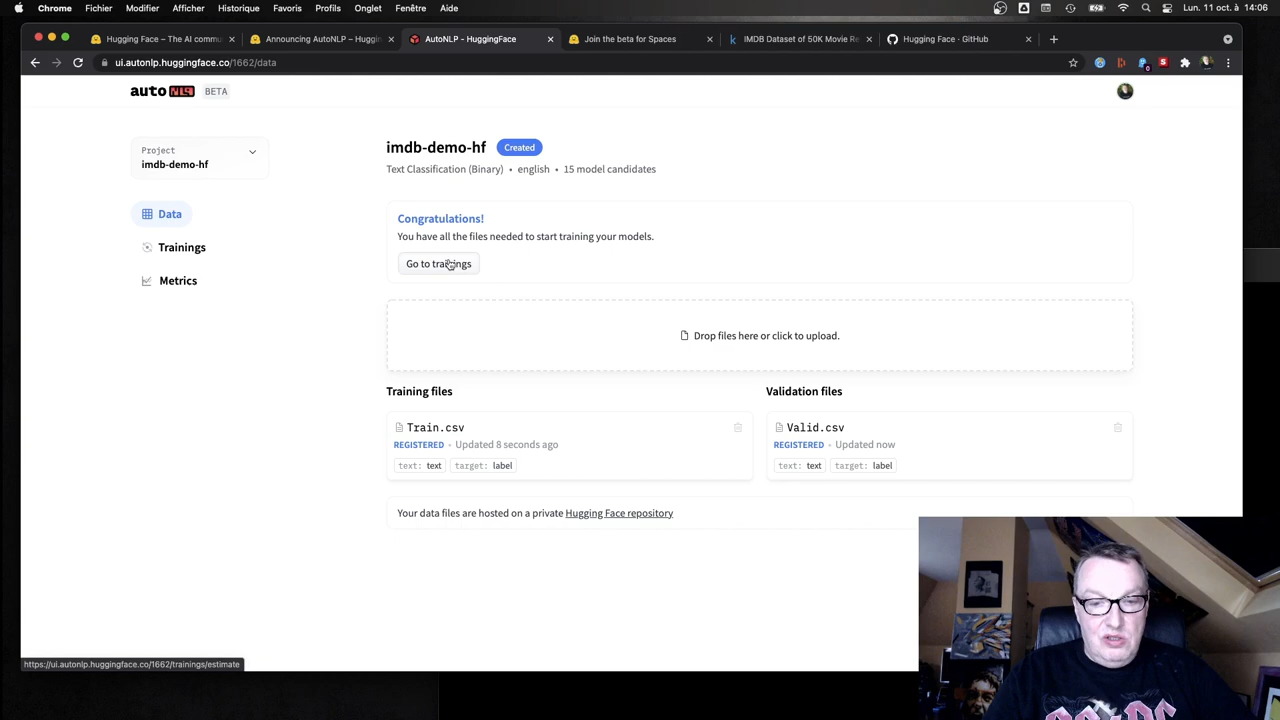 Chrome Fichier Modifier Afficher Historique Favoris Profils Onglet Fenêtre Aide Lun. 11 oct. à 14:06
Hugging Face – The AI commu Announcing AutoNLP – Huggin AutoNLP - HuggingFace Join the beta for Spaces IMDB Dataset of 50K Movie Re Hugging Face · GitHub
ui.autonlp.huggingface.co/1662/data
auto NLP BETA
Project
imdb-demo-hf
Data
Trainings
Metrics
imdb-demo-hf Created
Text Classification (Binary) • english • 15 model candidates
Congratulations!
You have all the files needed to start training your models.
Go to trainings
Drop files here or click to upload.
Training files
Train.csv
REGISTERED • Updated 8 seconds ago
text: text target: label
Validation files
Valid.csv
REGISTERED • Updated now
text: text target: label
Your data files are hosted on a private Hugging Face repository
https://ui.autonlp.huggingface.co/1662/trainings/estimate